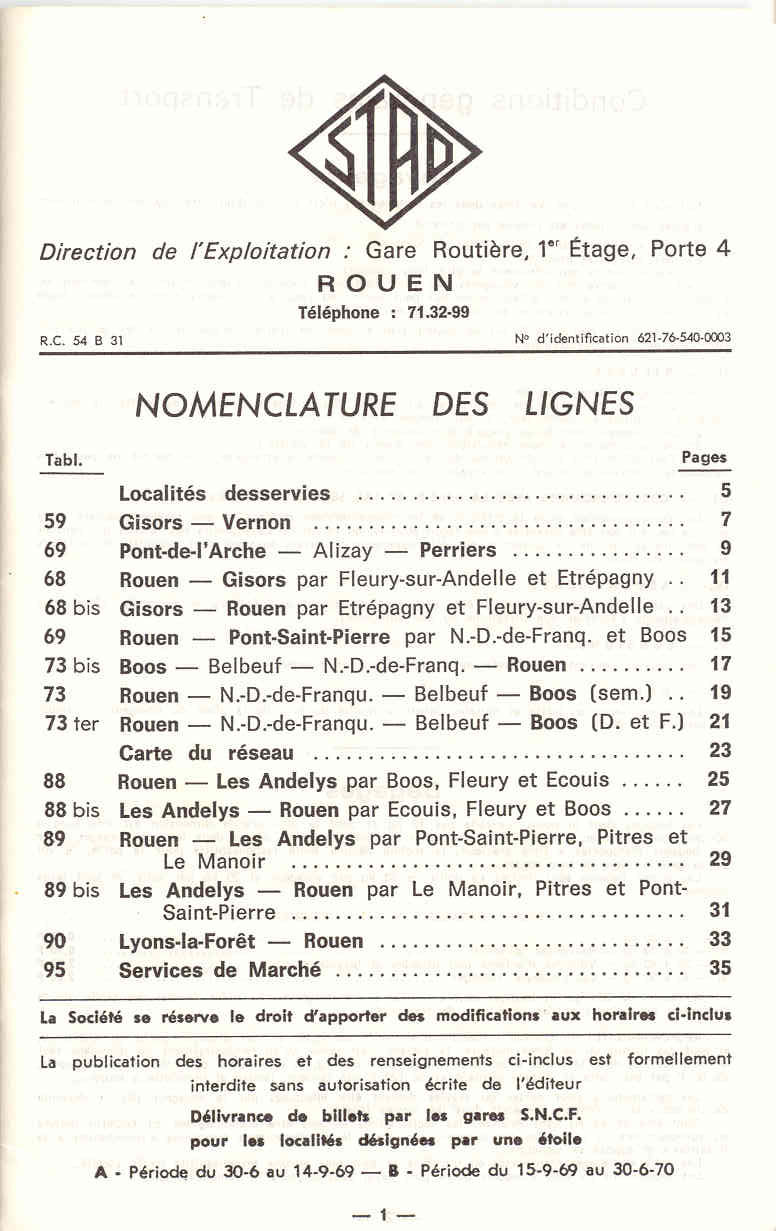 STAO
Direction de l'Exploitation : Gare Routière, 1er Étage, Porte 4
ROUEN
Téléphone : 71.32-99
R.C. 54 B 31 No d'identification 621-76-540-0003
NOMENCLATURE DES LIGNES
Tabl. Pages
Localités desservies .............................. 5
59 Gisors — Vernon .................................. 7
69 Pont-de-l'Arche — Alizay — Perriers ................ 9
68 Rouen — Gisors par Fleury-sur-Andelle et Etrépagny .. 11
68 bis Gisors — Rouen par Etrépagny et Fleury-sur-Andelle .. 13
69 Rouen — Pont-Saint-Pierre par N.-D.-de-Franq. et Boos 15
73 bis Boos — Belbeuf — N.-D.-de-Franq. — Rouen .......... 17
73 Rouen — N.-D.-de-Franqu. — Belbeuf — Boos (sem.) .. 19
73 ter Rouen — N.-D.-de-Franqu. — Belbeuf — Boos (D. et F.) 21
Carte du réseau .................................. 23
88 Rouen — Les Andelys par Boos, Fleury et Ecouis ...... 25
88 bis Les Andelys — Rouen par Ecouis, Fleury et Boos ...... 27
89 Rouen — Les Andelys par Pont-Saint-Pierre, Pitres et
Le Manoir .................................... 29
89 bis Les Andelys — Rouen par Le Manoir, Pitres et Pont-
Saint-Pierre .................................... 31
90 Lyons-la-Forêt — Rouen ............................ 33
95 Services de Marché ................................ 35
La Société se réserve le droit d'apporter des modifications aux horaires ci-inclus
La publication des horaires et des renseignements ci-inclus est formellement
interdite sans autorisation écrite de l'éditeur
Délivrance de billets par les gares S.N.C.F.
pour les localités désignées par une étoile
A - Période du 30-6 au 14-9-69 — B - Période du 15-9-69 au 30-6-70
— 1 —